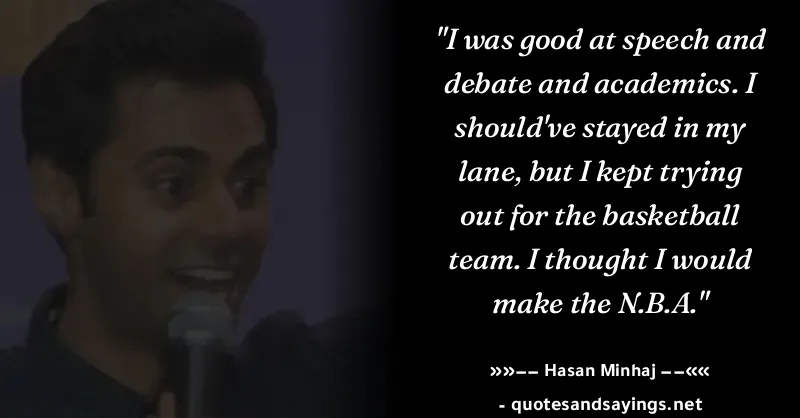 "I was good at speech and
debate and academics. I
should've stayed in my
lane, but I kept trying
out for the basketball
team. I thought I would
make the N.B.A."
»»–– Hasan Minhaj ––««
- quotesandsayings.net